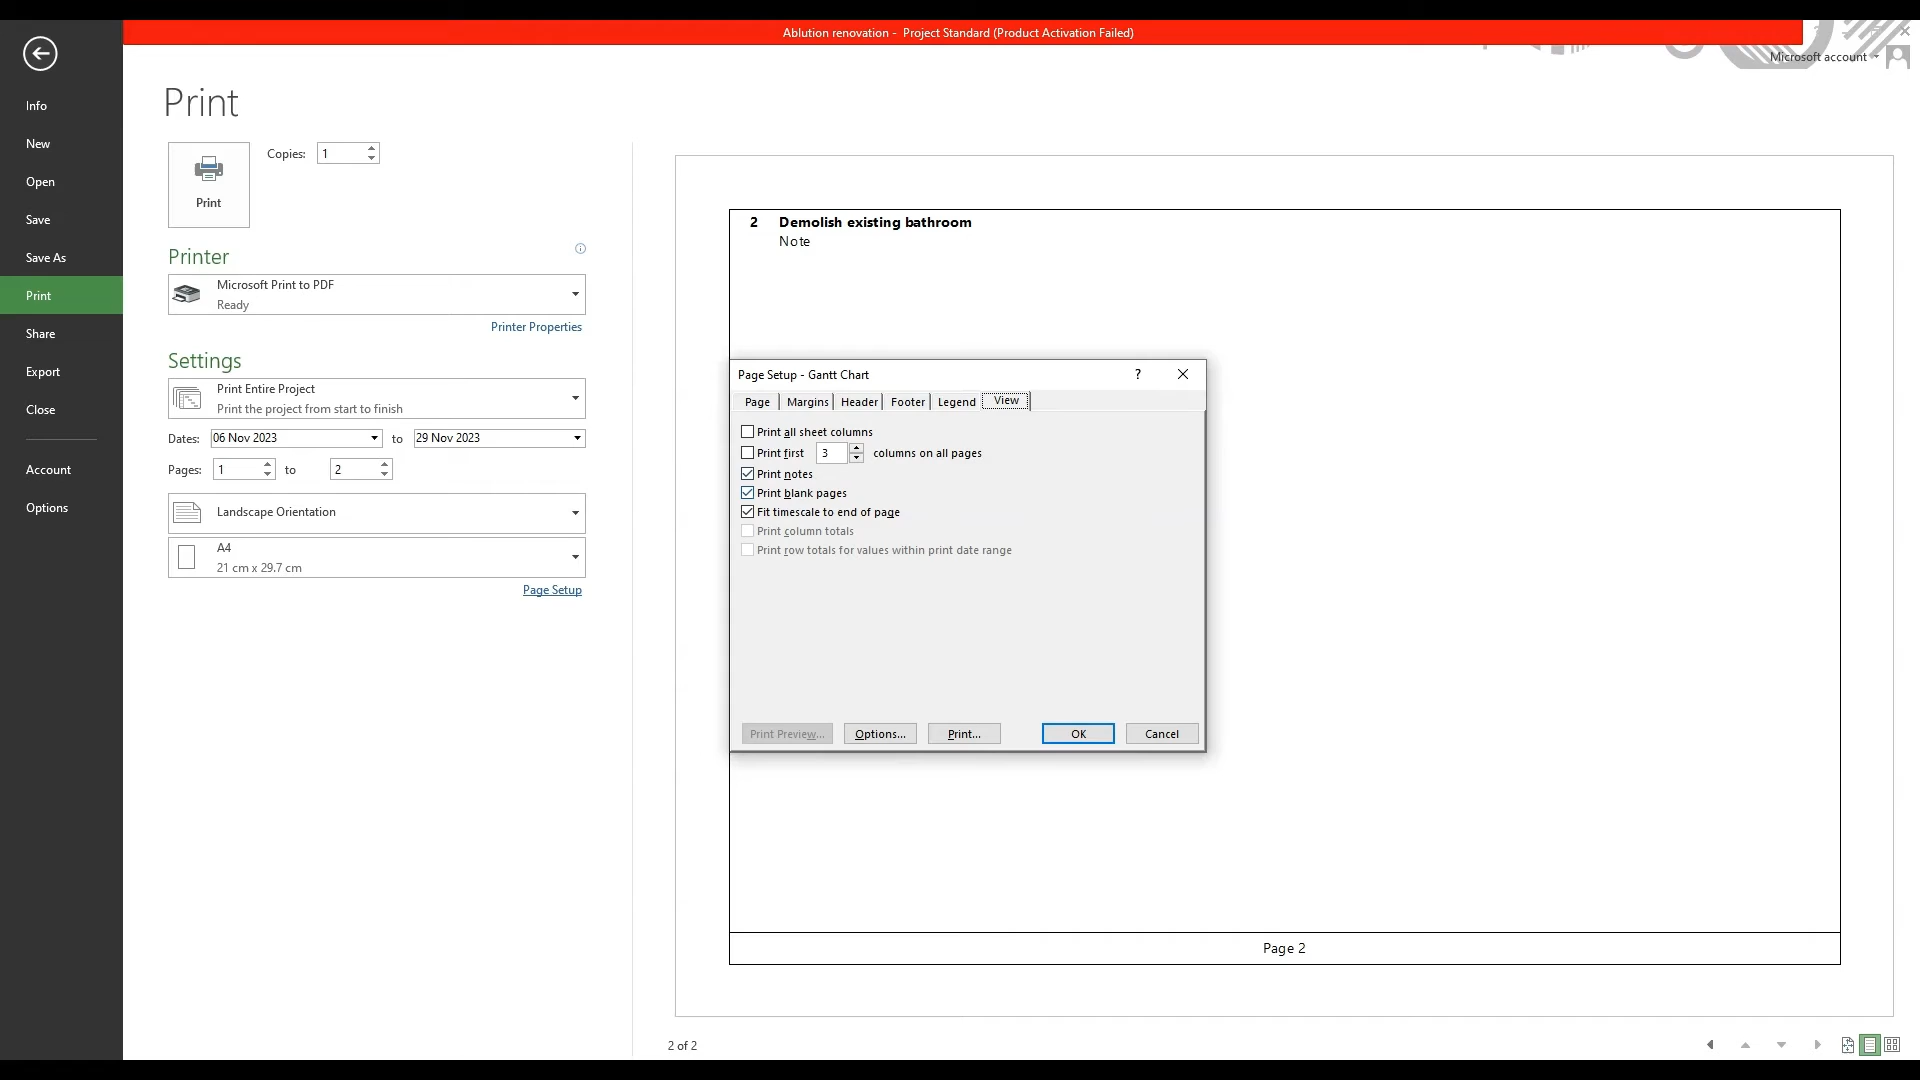 Ablution renovation - Project Standard (Product Activation Failed)
Microsoft account
Info
New
Open
Save
Save As
Print
Share
Export
Close
Account
Options
Print
Print
Copies: 1
Printer
Microsoft Print to PDF
Ready
Printer Properties
Settings
Print Entire Project
Print the project from start to finish
Dates: 06 Nov 2023 to 29 Nov 2023
Pages: 1 to 2
Landscape Orientation
A4
21 cm x 29.7 cm
Page Setup
2 Demolish existing bathroom
Note
Page Setup - Gantt Chart
?
Page Margins Header Footer Legend View
Print all sheet columns
Print first 3 columns on all pages
Print notes
Print blank pages
Fit timescale to end of page
Print column totals
Print row totals for values within print date range
Print Preview... Options... Print... OK Cancel
Page 2
2 of 2